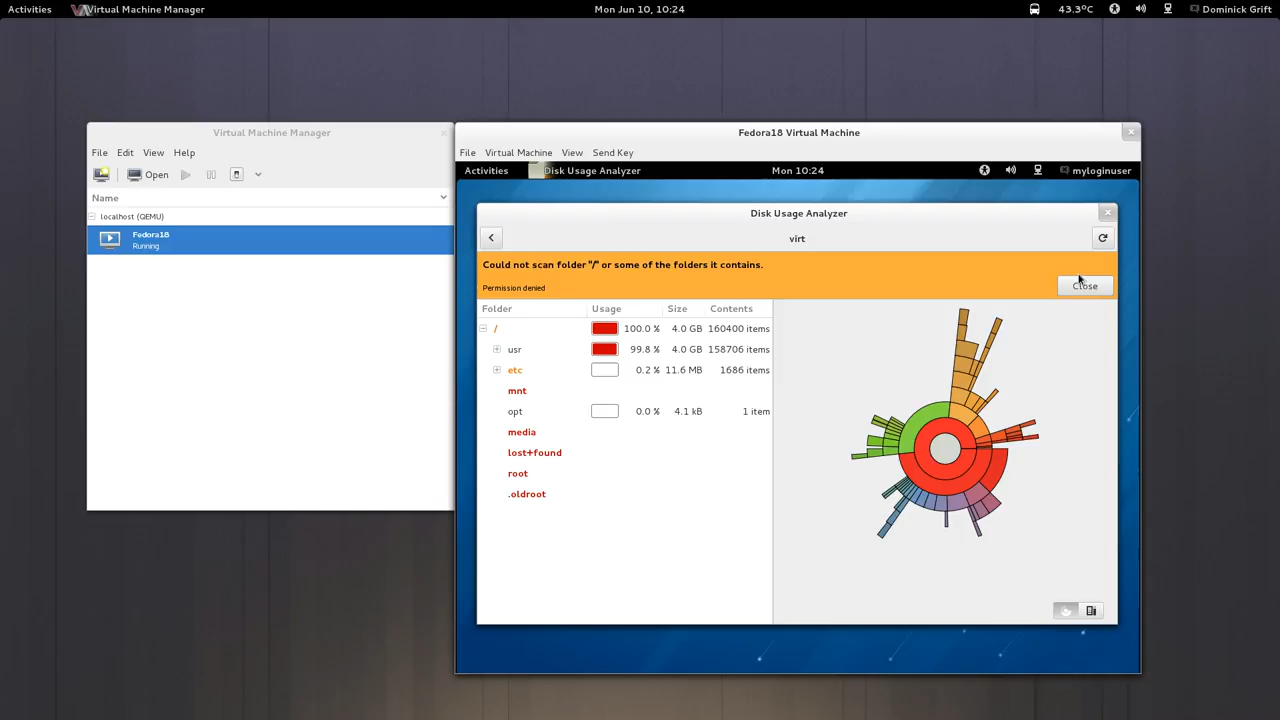 Activities Virtual Machine Manager Mon Jun 10, 10:24 43.3°C Dominick Grift
Virtual Machine Manager
File Edit View Help
Open
Name
localhost (QEMU)
Fedora18
Running
Fedora18 Virtual Machine
File Virtual Machine View Send Key
Activities Disk Usage Analyzer Mon 10:24 myloginuser
Disk Usage Analyzer
virt
Could not scan folder "/" or some of the folders it contains.
Permission denied
Close
Folder Usage Size Contents
/ 100.0 % 4.0 GB 160400 items
usr 99.8 % 4.0 GB 158706 items
etc 0.2 % 11.6 MB 1686 items
mnt
opt 0.0 % 4.1 kB 1 item
media
lost+found
root
.oldroot